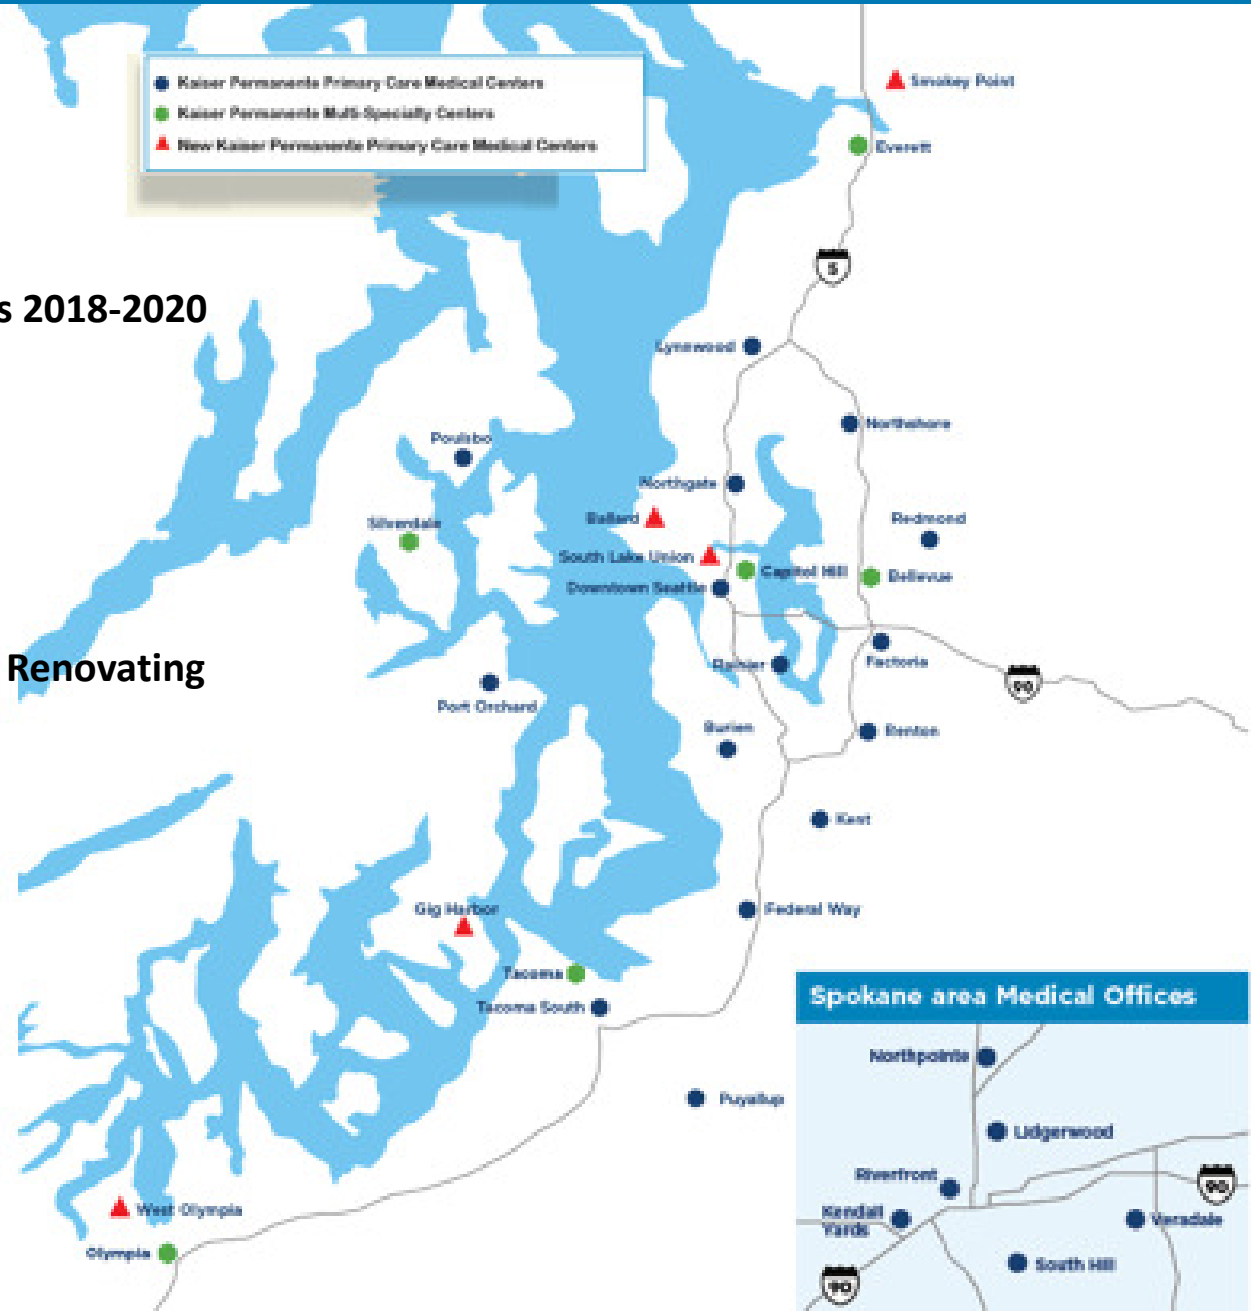 Kaiser Permanente Primary Care Medical Centers
Kaiser Permanente Multi-Specialty Centers
New Kaiser Permanente Primary Care Medical Centers
Smokey Point
Everett
5
s 2018-2020
Lynnwood
Northshore
Poulsbo
Northgate
Ballard
Redmond
Silverdale
South Lake Union
Capitol Hill
Bellevue
Downtown Seattle
Renovating
Rainier
Factoria
90
Port Orchard
Burien
Renton
Kent
Gig Harbor
Federal Way
Tacoma
Tacoma South
Spokane area Medical Offices
Northpointe
Puyallup
Lidgerwood
Riverfront
90
Kendall
Yards
Veradale
West Olympia
Olympia
South Hill
90